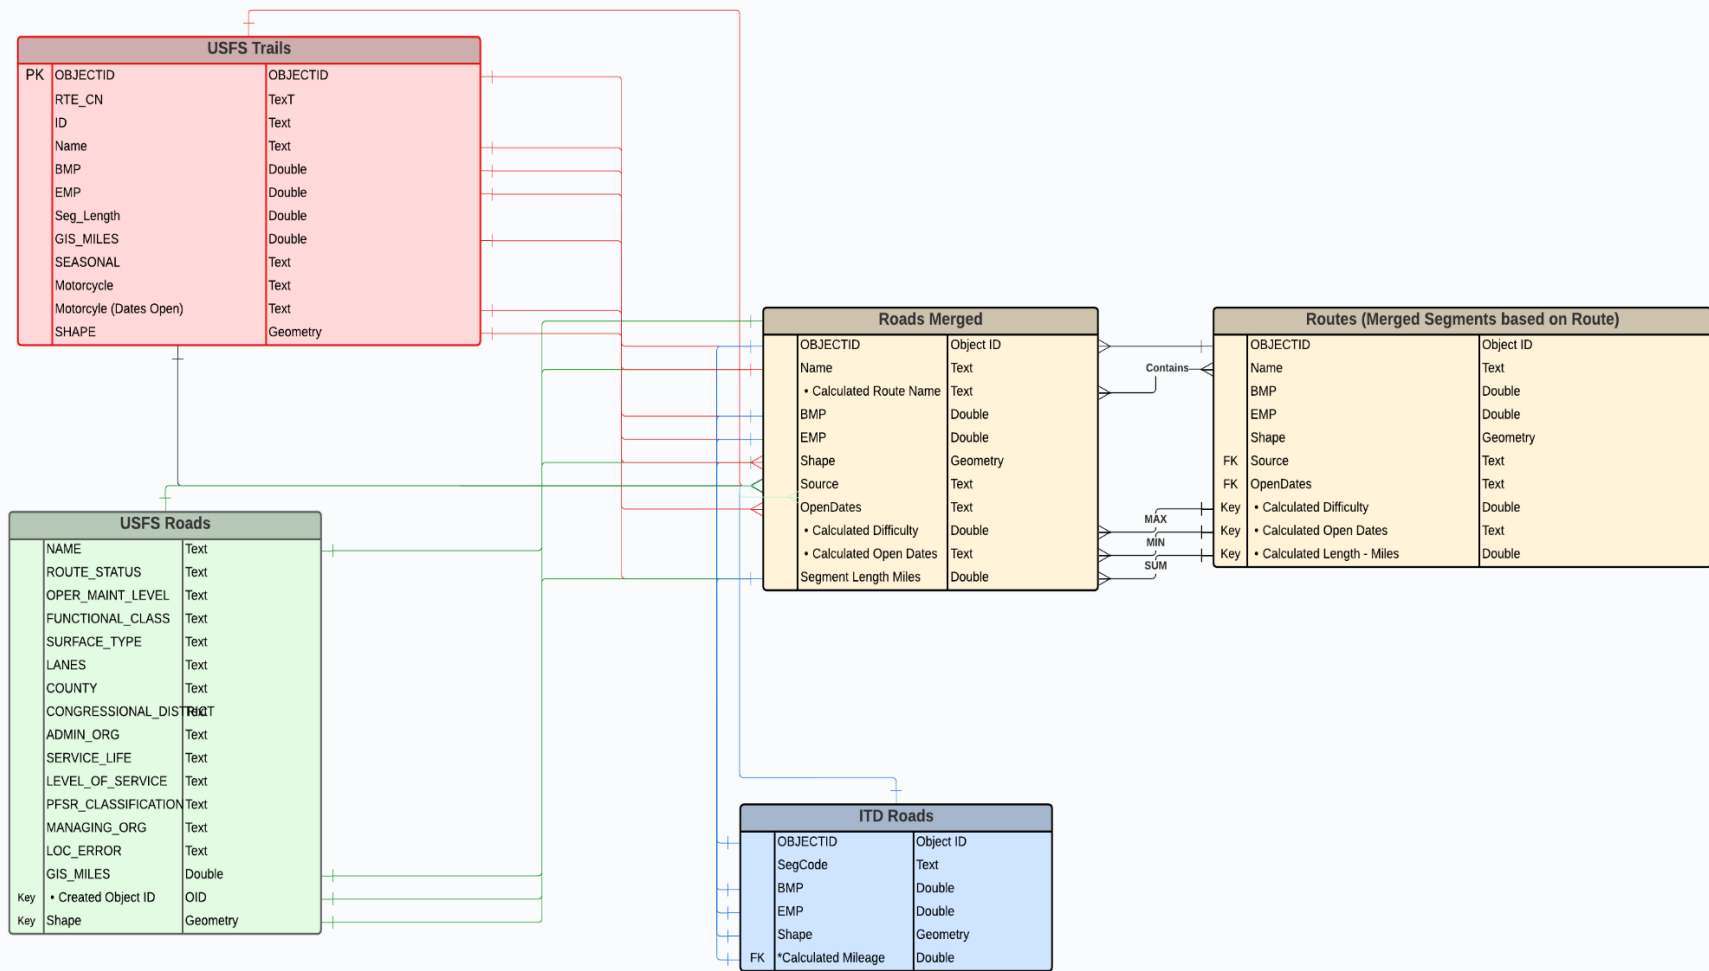 USFS Trails
PK OBJECTID OBJECTID
RTE_CN TexT
ID Text
Name Text
BMP Double
EMP Double
Seg_Length Double
GIS_MILES Double
SEASONAL Text
Motorcycle Text
Motorcyle (Dates Open) Text
SHAPE Geometry
USFS Roads
NAME Text
ROUTE_STATUS Text
OPER_MAINT_LEVEL Text
FUNCTIONAL_CLASS Text
SURFACE_TYPE Text
LANES Text
COUNTY Text
CONGRESSIONAL_DISTRICT Text
ADMIN_ORG Text
SERVICE_LIFE Text
LEVEL_OF_SERVICE Text
PFSR_CLASSIFICATION Text
MANAGING_ORG Text
LOC_ERROR Text
GIS_MILES Double
Key • Created Object ID OID
Key Shape Geometry
Roads Merged
OBJECTID Object ID
Name Text
• Calculated Route Name Text
BMP Double
EMP Double
Shape Geometry
Source Text
OpenDates Text
• Calculated Difficulty Double
• Calculated Open Dates Text
Segment Length Miles Double
Contains
MAX
MIN
SUM
Routes (Merged Segments based on Route)
OBJECTID Object ID
Name Text
BMP Double
EMP Double
Shape Geometry
FK Source Text
FK OpenDates Text
Key • Calculated Difficulty Double
Key • Calculated Open Dates Text
Key • Calculated Length - Miles Double
ITD Roads
OBJECTID Object ID
SegCode Text
BMP Double
EMP Double
Shape Geometry
FK *Calculated Mileage Double